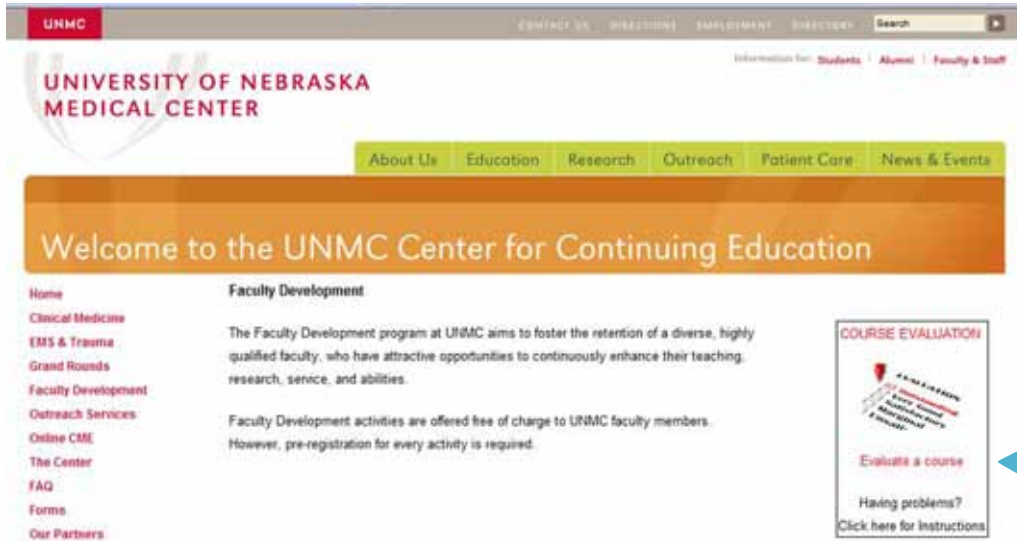 UNMC
CONTACT US DIRECTIONS EMPLOYMENT DIRECTORY Search
UNIVERSITY OF NEBRASKA
MEDICAL CENTER
Information for: Students Alumni Faculty & Staff
About Us Education Research Outreach Patient Care News & Events
Welcome to the UNMC Center for Continuing Education
Home
Clinical Medicine
EMS & Trauma
Grand Rounds
Faculty Development
Outreach Services
Online CME
The Center
FAQ
Forms
Our Partners
Faculty Development
The Faculty Development program at UNMC aims to foster the retention of a diverse, highly
qualified faculty, who have attractive opportunities to continuously enhance their teaching,
research, service, and abilities.
Faculty Development activities are offered free of charge to UNMC faculty members.
However, pre-registration for every activity is required.
COURSE EVALUATION
EVALUATION
Outstanding
Very Good
Satisfactory
Marginal
Evaluate a course
Having problems?
Click here for Instructions